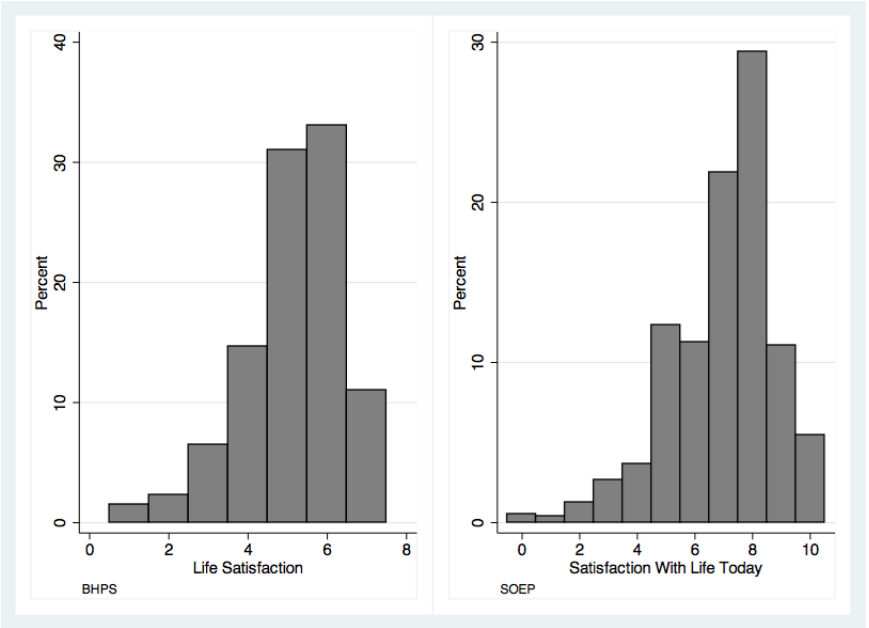 40
30
20
10
0
Percent
0 2 4 6 8
Life Satisfaction
BHPS
30
20
10
0
Percent
0 2 4 6 8 10
Satisfaction With Life Today
SOEP